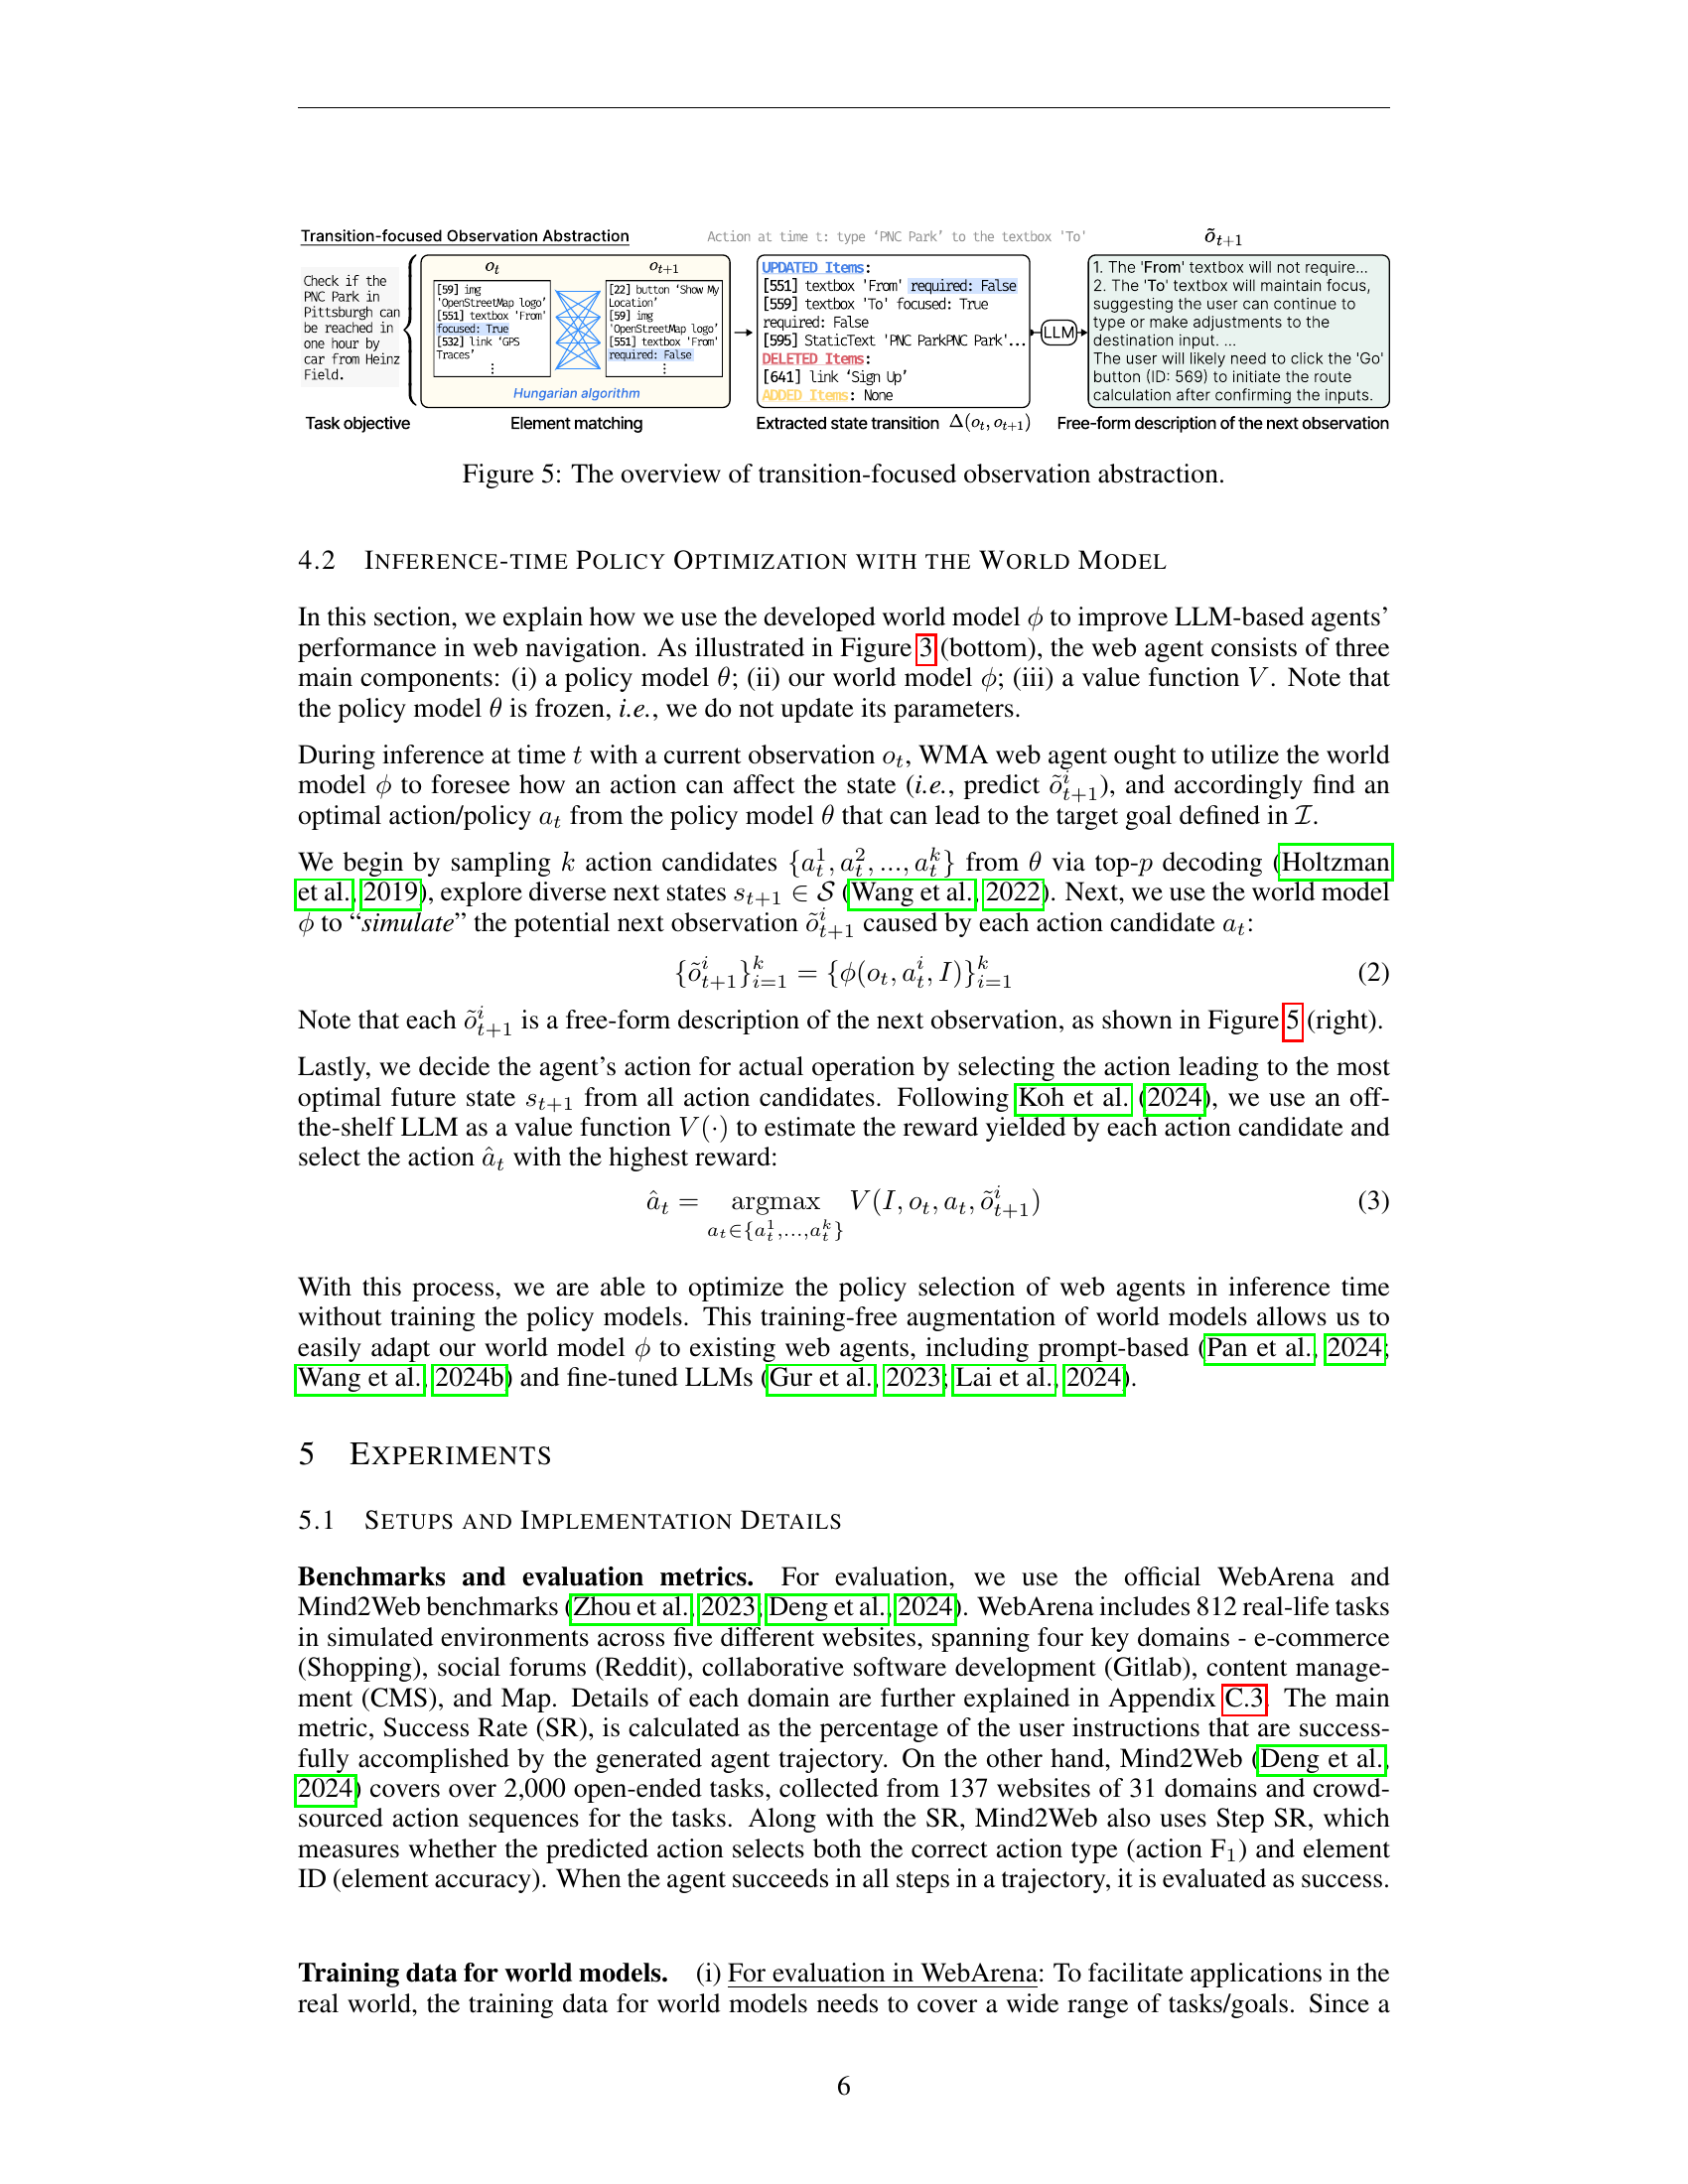 Transition-focused Observation Abstraction
Action at time t: type ‘PNC Park’ to the textbox 'To'
õ_{t+1}
Check if the
PNC Park in
Pittsburgh can
be reached in
one hour by
car from Heinz
Field.
o_t
[59] img
'OpenStreetMap logo’
[551] textbox 'From'
focused: True
[532] link ‘GPS
Traces’
⋮
o_{t+1}
[22] button ‘Show My
Location’
[59] img
'OpenStreetMap logo’
[551] textbox 'From'
required: False
⋮
Hungarian algorithm
UPDATED Items:
[551] textbox 'From' required: False
[559] textbox 'To' focused: True
required: False
[595] StaticText 'PNC ParkPNC Park'...
DELETED Items:
[641] link ‘Sign Up’
ADDED Items: None
LLM
1. The 'From' textbox will not require...
2. The 'To' textbox will maintain focus,
suggesting the user can continue to
type or make adjustments to the
destination input. ...
The user will likely need to click the 'Go'
button (ID: 569) to initiate the route
calculation after confirming the inputs.
Task objective
Element matching
Extracted state transition Δ(o_t, o_{t+1})
Free-form description of the next observation
Figure 5: The overview of transition-focused observation abstraction.
4.2 INFERENCE-TIME POLICY OPTIMIZATION WITH THE WORLD MODEL
In this section, we explain how we use the developed world model ϕ to improve LLM-based agents’
performance in web navigation. As illustrated in Figure 3 (bottom), the web agent consists of three
main components: (i) a policy model θ; (ii) our world model ϕ; (iii) a value function V. Note that
the policy model θ is frozen, i.e., we do not update its parameters.
During inference at time t with a current observation o_t, WMA web agent ought to utilize the world
model ϕ to foresee how an action can affect the state (i.e., predict õ^i_{t+1}), and accordingly find an
optimal action/policy a_t from the policy model θ that can lead to the target goal defined in ℐ.
We begin by sampling k action candidates {a^1_t, a^2_t, ..., a^k_t} from θ via top-p decoding (Holtzman
et al., 2019), explore diverse next states s_{t+1} ∈ 𝒮 (Wang et al., 2022). Next, we use the world model
ϕ to “simulate” the potential next observation õ^i_{t+1} caused by each action candidate a_t:
{õ^i_{t+1}}^k_{i=1} = {ϕ(o_t, a^i_t, I)}^k_{i=1} (2)
Note that each õ^i_{t+1} is a free-form description of the next observation, as shown in Figure 5 (right).
Lastly, we decide the agent’s action for actual operation by selecting the action leading to the most
optimal future state s_{t+1} from all action candidates. Following Koh et al. (2024), we use an off-
the-shelf LLM as a value function V(·) to estimate the reward yielded by each action candidate and
select the action â_t with the highest reward:
â_t = argmax_{a_t∈{a^1_t,...,a^k_t}} V(I, o_t, a_t, õ^i_{t+1}) (3)
With this process, we are able to optimize the policy selection of web agents in inference time
without training the policy models. This training-free augmentation of world models allows us to
easily adapt our world model ϕ to existing web agents, including prompt-based (Pan et al., 2024;
Wang et al., 2024b) and fine-tuned LLMs (Gur et al., 2023; Lai et al., 2024).
5 EXPERIMENTS
5.1 SETUPS AND IMPLEMENTATION DETAILS
Benchmarks and evaluation metrics. For evaluation, we use the official WebArena and
Mind2Web benchmarks (Zhou et al., 2023; Deng et al., 2024). WebArena includes 812 real-life tasks
in simulated environments across five different websites, spanning four key domains - e-commerce
(Shopping), social forums (Reddit), collaborative software development (Gitlab), content manage-
ment (CMS), and Map. Details of each domain are further explained in Appendix C.3. The main
metric, Success Rate (SR), is calculated as the percentage of the user instructions that are success-
fully accomplished by the generated agent trajectory. On the other hand, Mind2Web (Deng et al.,
2024) covers over 2,000 open-ended tasks, collected from 137 websites of 31 domains and crowd-
sourced action sequences for the tasks. Along with the SR, Mind2Web also uses Step SR, which
measures whether the predicted action selects both the correct action type (action F₁) and element
ID (element accuracy). When the agent succeeds in all steps in a trajectory, it is evaluated as success.
Training data for world models. (i) For evaluation in WebArena: To facilitate applications in the
real world, the training data for world models needs to cover a wide range of tasks/goals. Since a
6